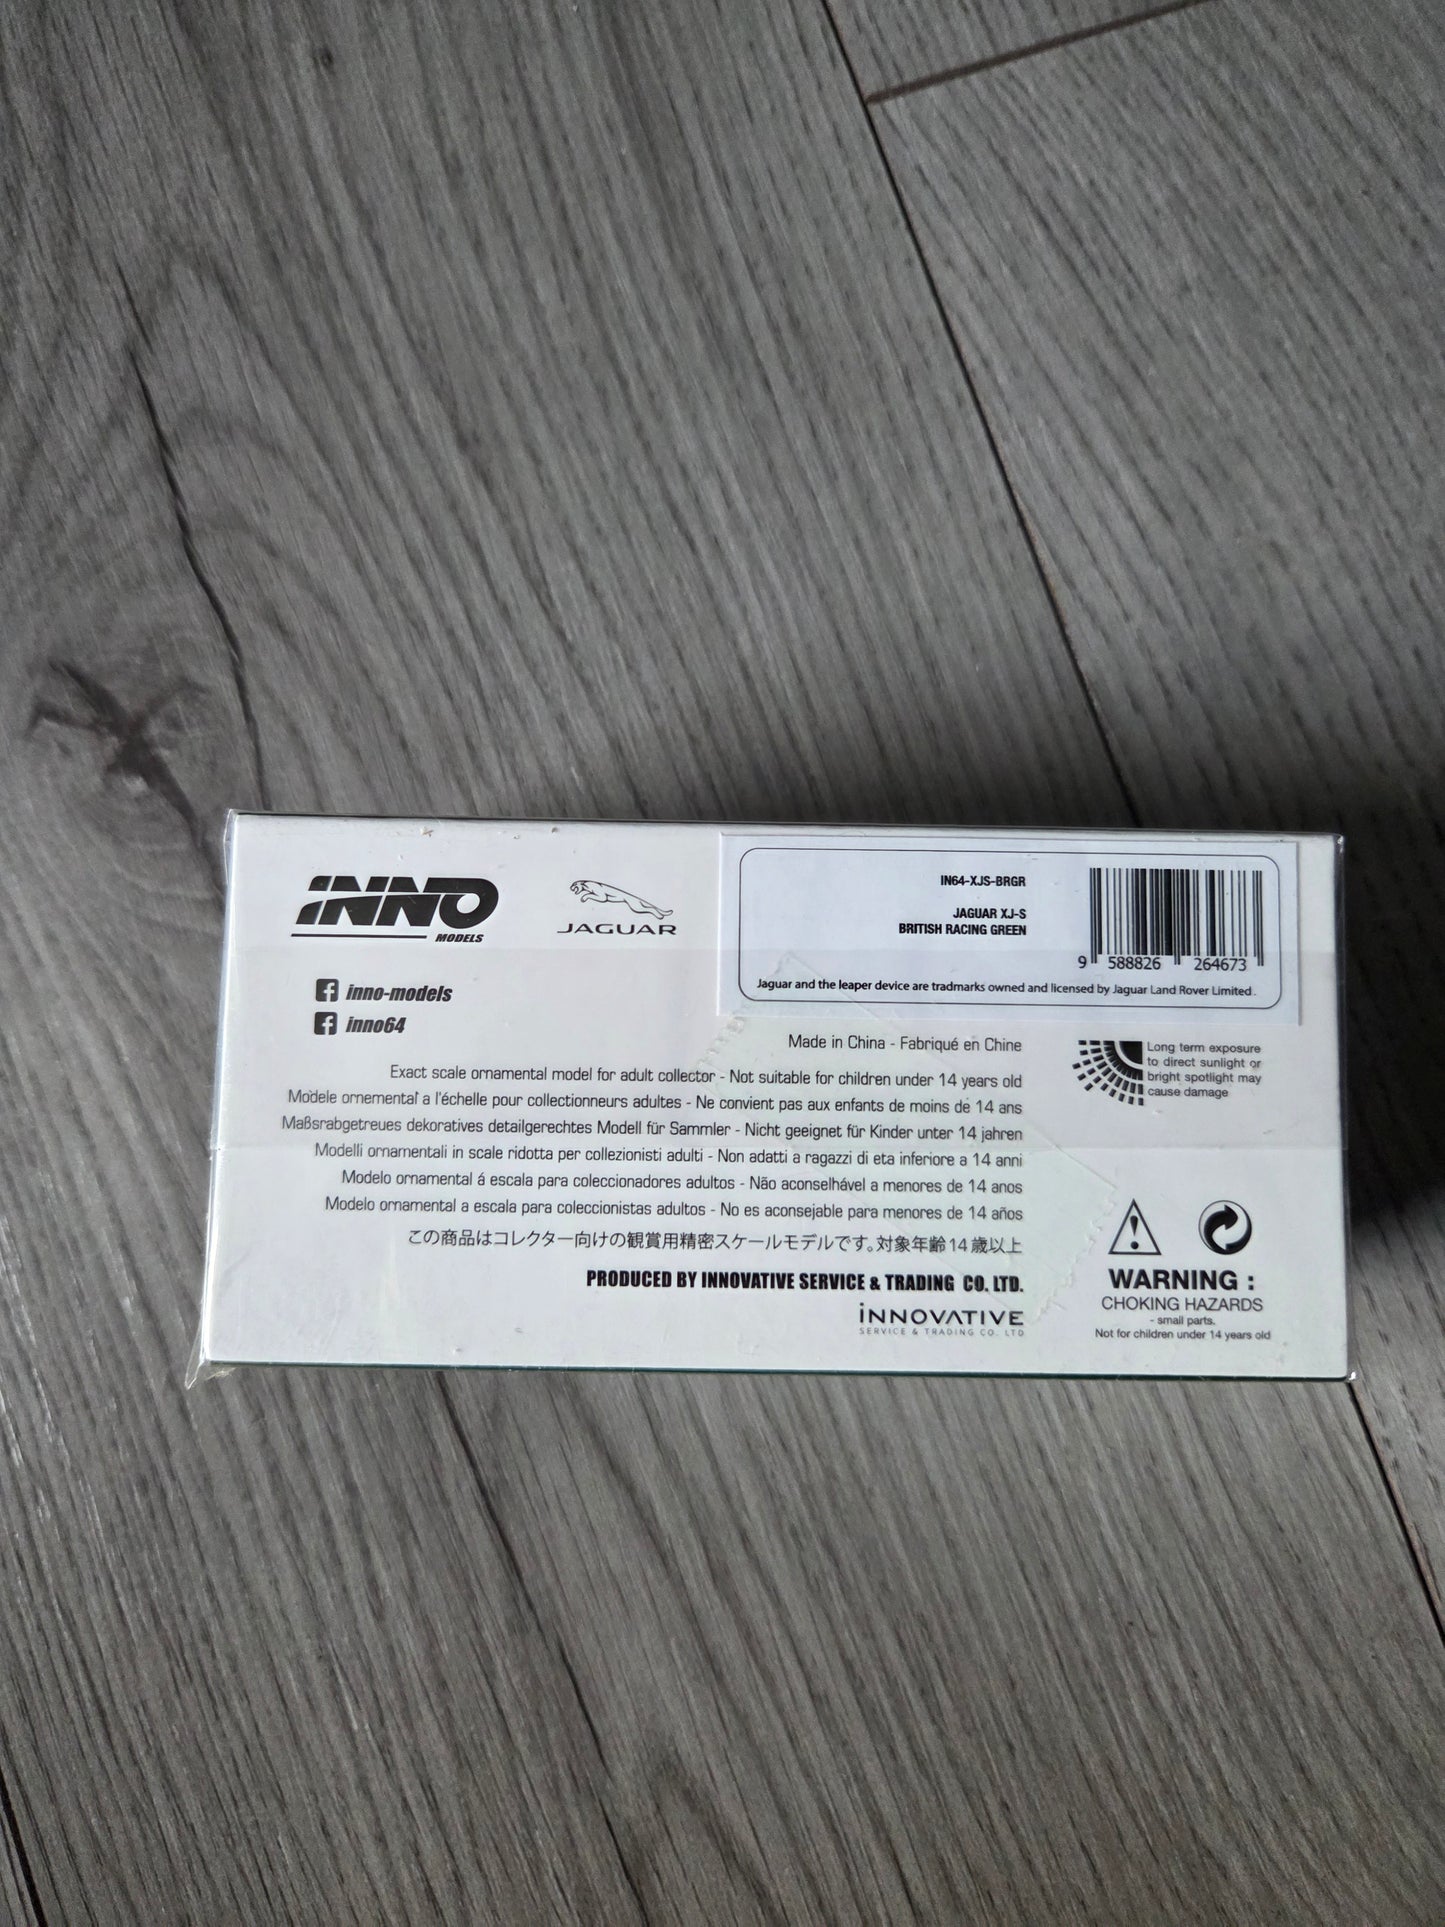 INNO
MODELS
JAGUAR
IN64-XJS-BRGR
JAGUAR XJ-S
BRITISH RACING GREEN
9 588826 264673
Jaguar and the leaper device are tradmarks owned and licensed by Jaguar Land Rover Limited.
inno-models
inno64
Made in China - Fabriqué en Chine
Exact scale ornamental model for adult collector - Not suitable for children under 14 years old
Modele ornemental a l'échelle pour collectionneurs adultes - Ne convient pas aux enfants de moins de 14 ans
Maßsrabgetreues dekoratives detailgerechtes Modell für Sammler - Nicht geeignet für Kinder unter 14 jahren
Modelli ornamentali in scale ridotta per collezionisti adulti - Non adatti a ragazzi di eta inferiore a 14 anni
Modelo ornamental á escala para coleccionadores adultos - Não aconselhável a menores de 14 anos
Modelo ornamental a escala para coleccionistas adultos - No es aconsejable para menores de 14 años
この商品はコレクター向けの観賞用精密スケールモデルです。対象年齢14歳以上
PRODUCED BY INNOVATIVE SERVICE & TRADING CO. LTD.
INNOVATIVE
SERVICE & TRADING CO. LTD
Long term exposure
to direct sunlight or
bright spotlight may
cause damage
WARNING :
CHOKING HAZARDS
- small parts.
Not for children under 14 years old